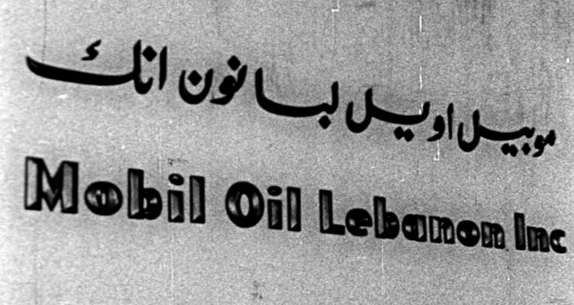 موبيل اويل لبانون انك
Mobil Oil Lebanon Inc